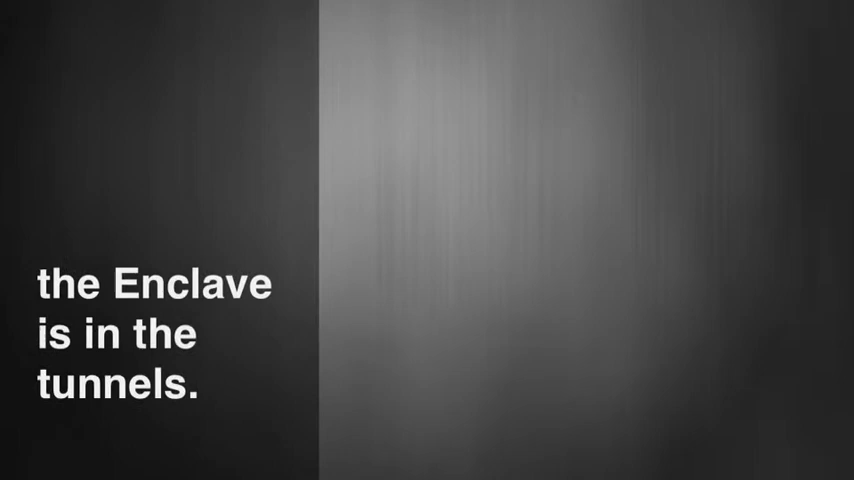 the Enclave
is in the
tunnels.